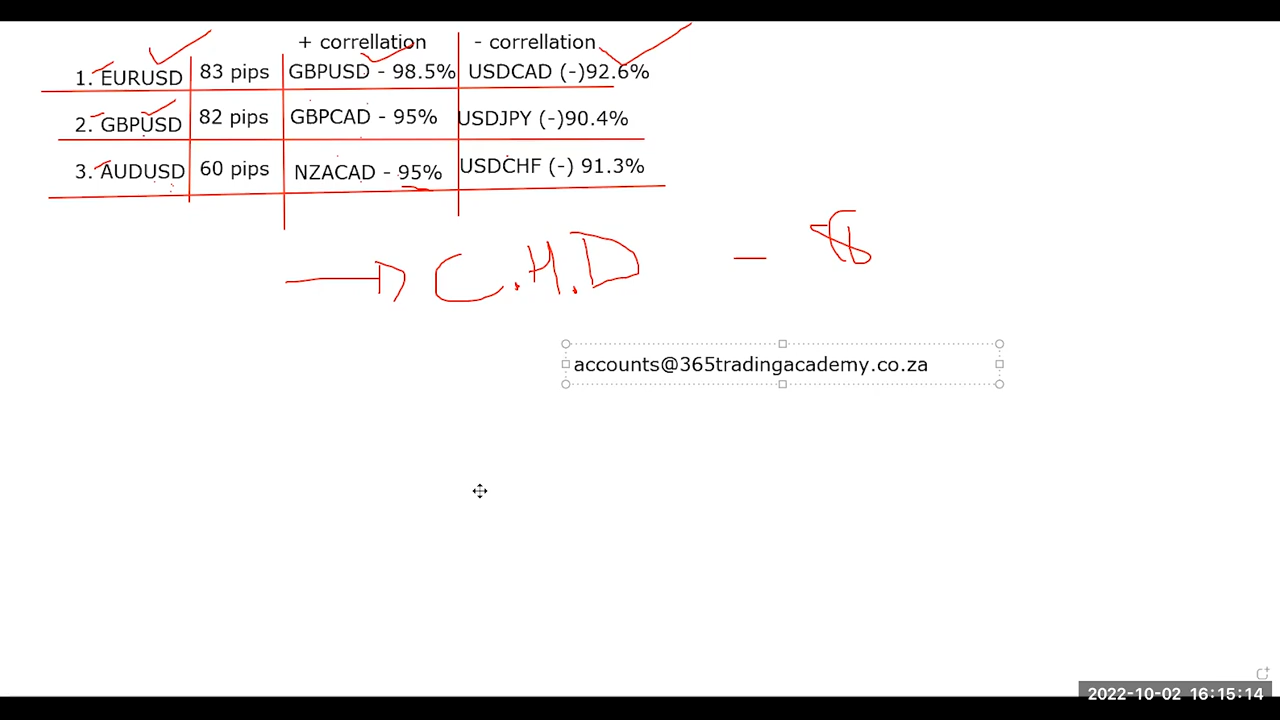 + correllation - correllation
1. EURUSD 83 pips GBPUSD - 98.5% USDCAD (-)92.6%
2. GBPUSD 82 pips GBPCAD - 95% USDJPY (-)90.4%
3. AUDUSD 60 pips NZACAD - 95% USDCHF (-) 91.3%
C.H.D - 8
accounts@365tradingacademy.co.za
2022-10-02 16:15:14